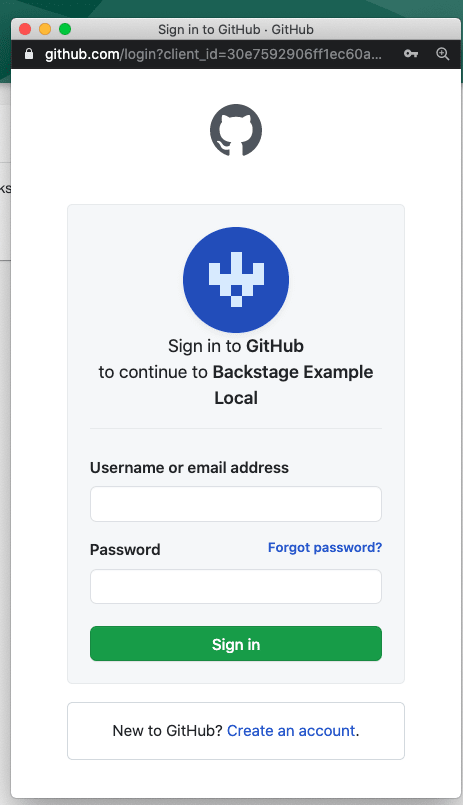 Sign in to GitHub · GitHub
github.com/login?client_id=30e7592906ff1ec60a...
Sign in to GitHub
to continue to Backstage Example
Local
Username or email address
Password
Forgot password?
Sign in
New to GitHub? Create an account.